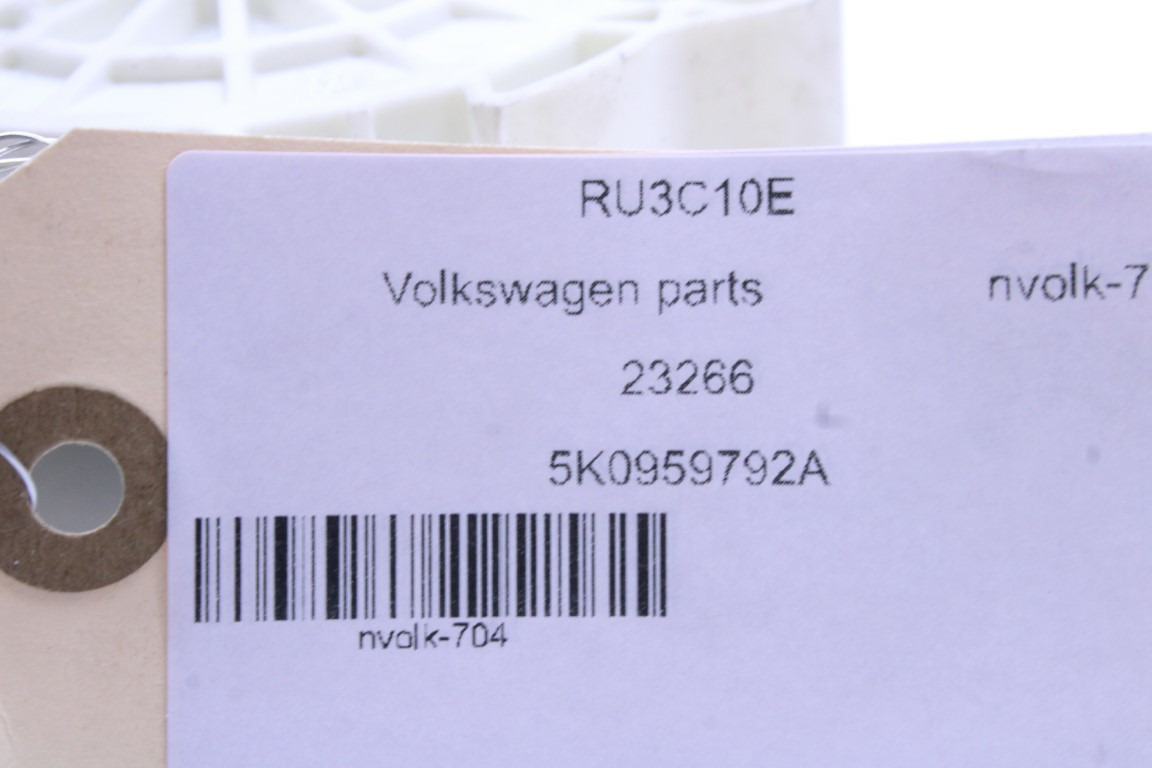 RU3C10E
Volkswagen parts nvolk-7
23266
5K0959792A
nvolk-704